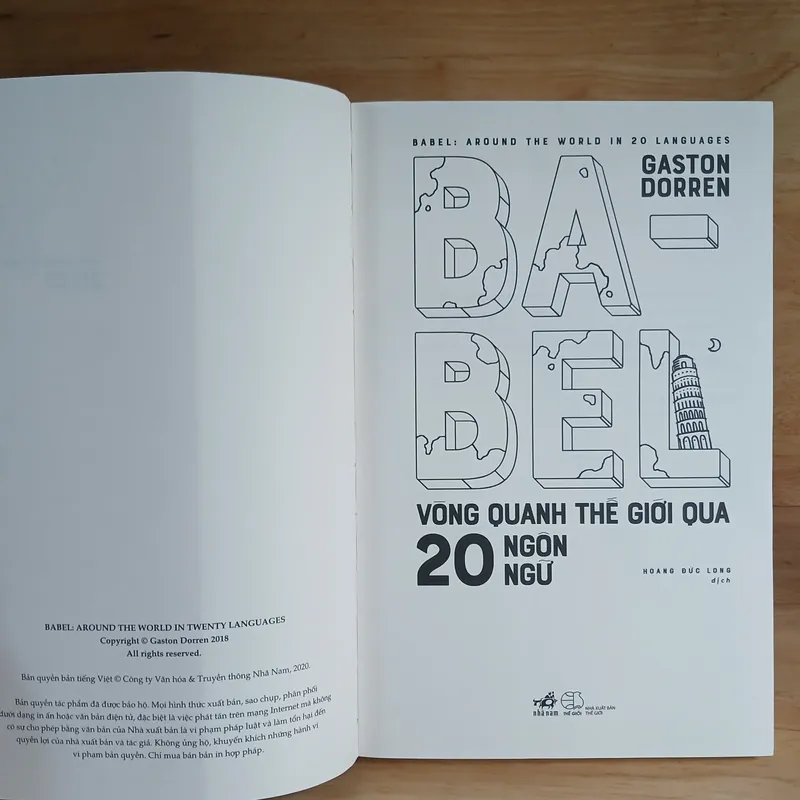 BABEL: AROUND THE WORLD IN TWENTY LANGUAGES
Copyright © Gaston Dorren 2018
All rights reserved.
Bản quyền bản tiếng Việt © Công ty Văn hóa & Truyền thông Nhã Nam, 2020.
Bản quyền tác phẩm đã được bảo hộ. Mọi hình thức xuất bản, sao chụp, phân phối
dưới dạng in ấn hoặc văn bản điện tử, đặc biệt là việc phát tán trên mạng Internet mà không
có sự cho phép bằng văn bản của Nhà xuất bản là vi phạm pháp luật và làm tổn hại đến
quyền lợi của nhà xuất bản và tác giả. Không ủng hộ, khuyến khích những hành vi
vi phạm bản quyền. Chỉ mua bán bản in hợp pháp.
BABEL: AROUND THE WORLD IN 20 LANGUAGES
GASTON
DORREN
BA-
BEL
VÒNG QUANH THẾ GIỚI QUA
20 NGÔN
NGỮ
HOÀNG ĐỨC LONG
dịch
nhã nam
THẾ GIỚI
NHÀ XUẤT BẢN
THẾ GIỚI